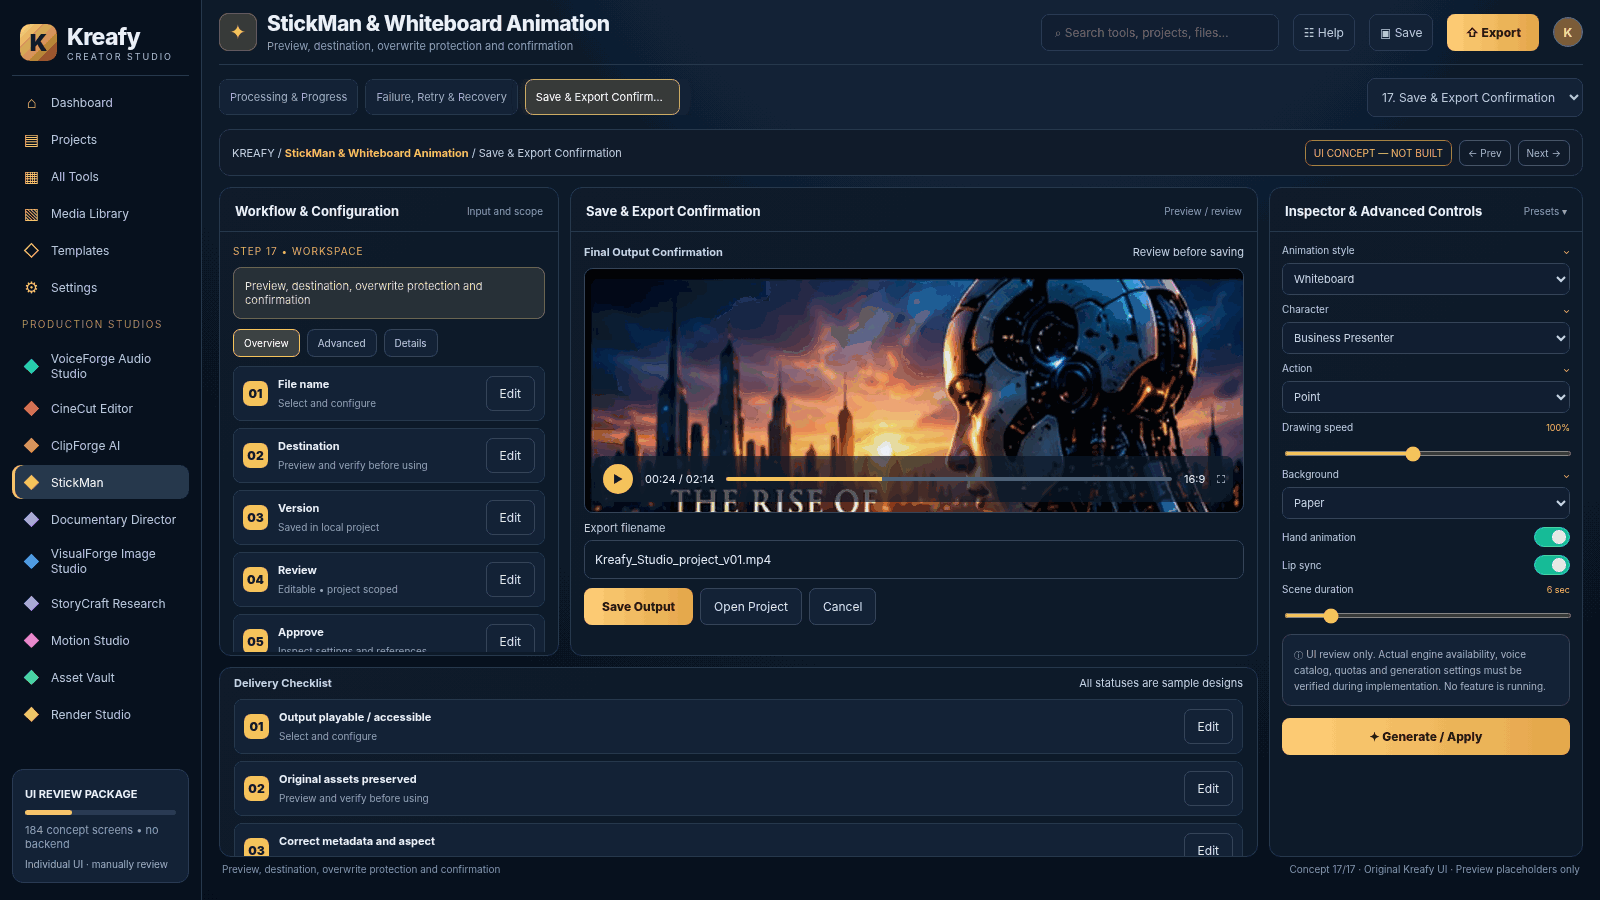 K
Kreafy
CREATOR STUDIO
Dashboard
Projects
All Tools
Media Library
Templates
Settings
PRODUCTION STUDIOS
VoiceForge Audio
Studio
CineCut Editor
ClipForge AI
StickMan
Documentary Director
VisualForge Image
Studio
StoryCraft Research
Motion Studio
Asset Vault
Render Studio
UI REVIEW PACKAGE
184 concept screens • no
backend
Individual UI · manually review
StickMan & Whiteboard Animation
Preview, destination, overwrite protection and confirmation
Search tools, projects, files...
Help
Save
Export
K
Processing & Progress
Failure, Retry & Recovery
Save & Export Confirm...
17. Save & Export Confirmation
KREAFY / StickMan & Whiteboard Animation / Save & Export Confirmation
UI CONCEPT — NOT BUILT
← Prev
Next →
Workflow & Configuration
Input and scope
STEP 17 • WORKSPACE
Preview, destination, overwrite protection and
confirmation
Overview
Advanced
Details
01
File name
Select and configure
Edit
02
Destination
Preview and verify before using
Edit
03
Version
Saved in local project
Edit
04
Review
Editable • project scoped
Edit
05
Approve
Inspect settings and references
Edit
Save & Export Confirmation
Preview / review
Final Output Confirmation
Review before saving
00:24 / 02:14
16:9
THE RISE OF
Export filename
Kreafy_Studio_project_v01.mp4
Save Output
Open Project
Cancel
Delivery Checklist
All statuses are sample designs
01
Output playable / accessible
Select and configure
Edit
02
Original assets preserved
Preview and verify before using
Edit
03
Correct metadata and aspect
Edit
Inspector & Advanced Controls
Presets ▾
Animation style
Whiteboard
Character
Business Presenter
Action
Point
Drawing speed
100%
Background
Paper
Hand animation
Lip sync
Scene duration
6 sec
ⓘ UI review only. Actual engine availability, voice
catalog, quotas and generation settings must be
verified during implementation. No feature is running.
✦ Generate / Apply
Preview, destination, overwrite protection and confirmation
Concept 17/17 · Original Kreafy UI · Preview placeholders only